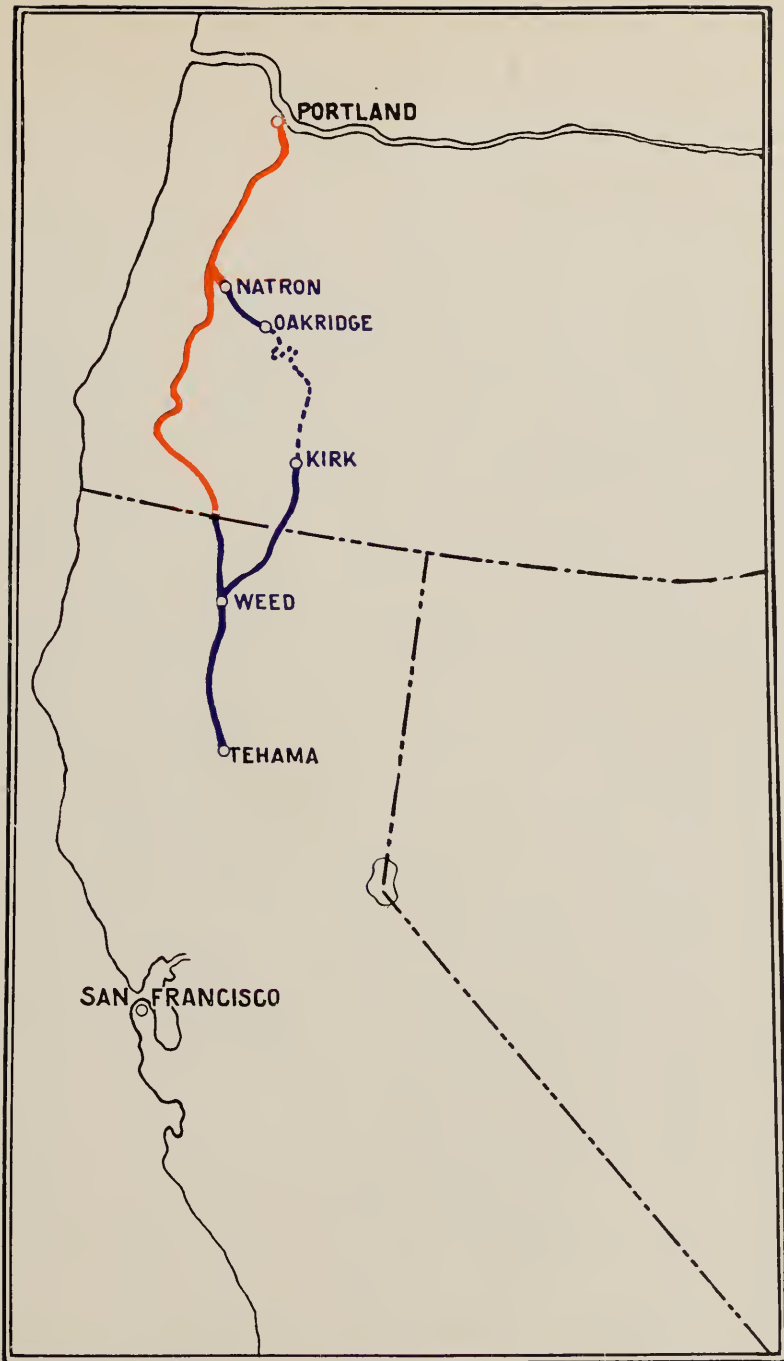 PORTLAND
NATRON
OAKRIDGE
KIRK
WEED
TEHAMA
SAN FRANCISCO